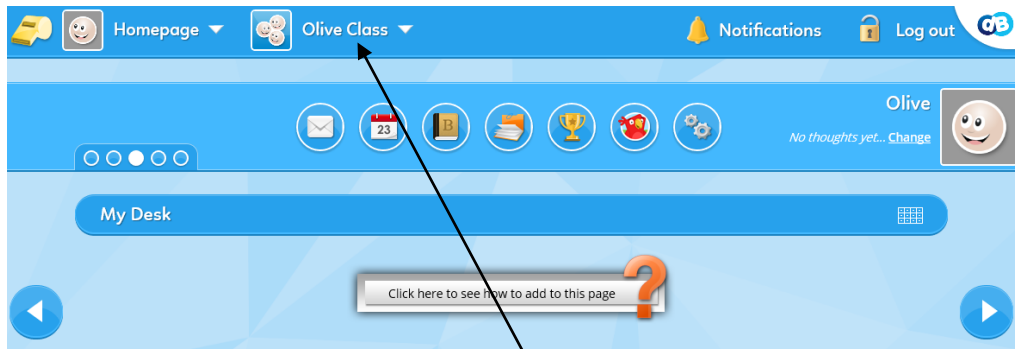 Homepage
Olive Class
Notifications
Log out
dB
23
B
Olive
No thoughts yet... Change
My Desk
Click here to see how to add to this page
?